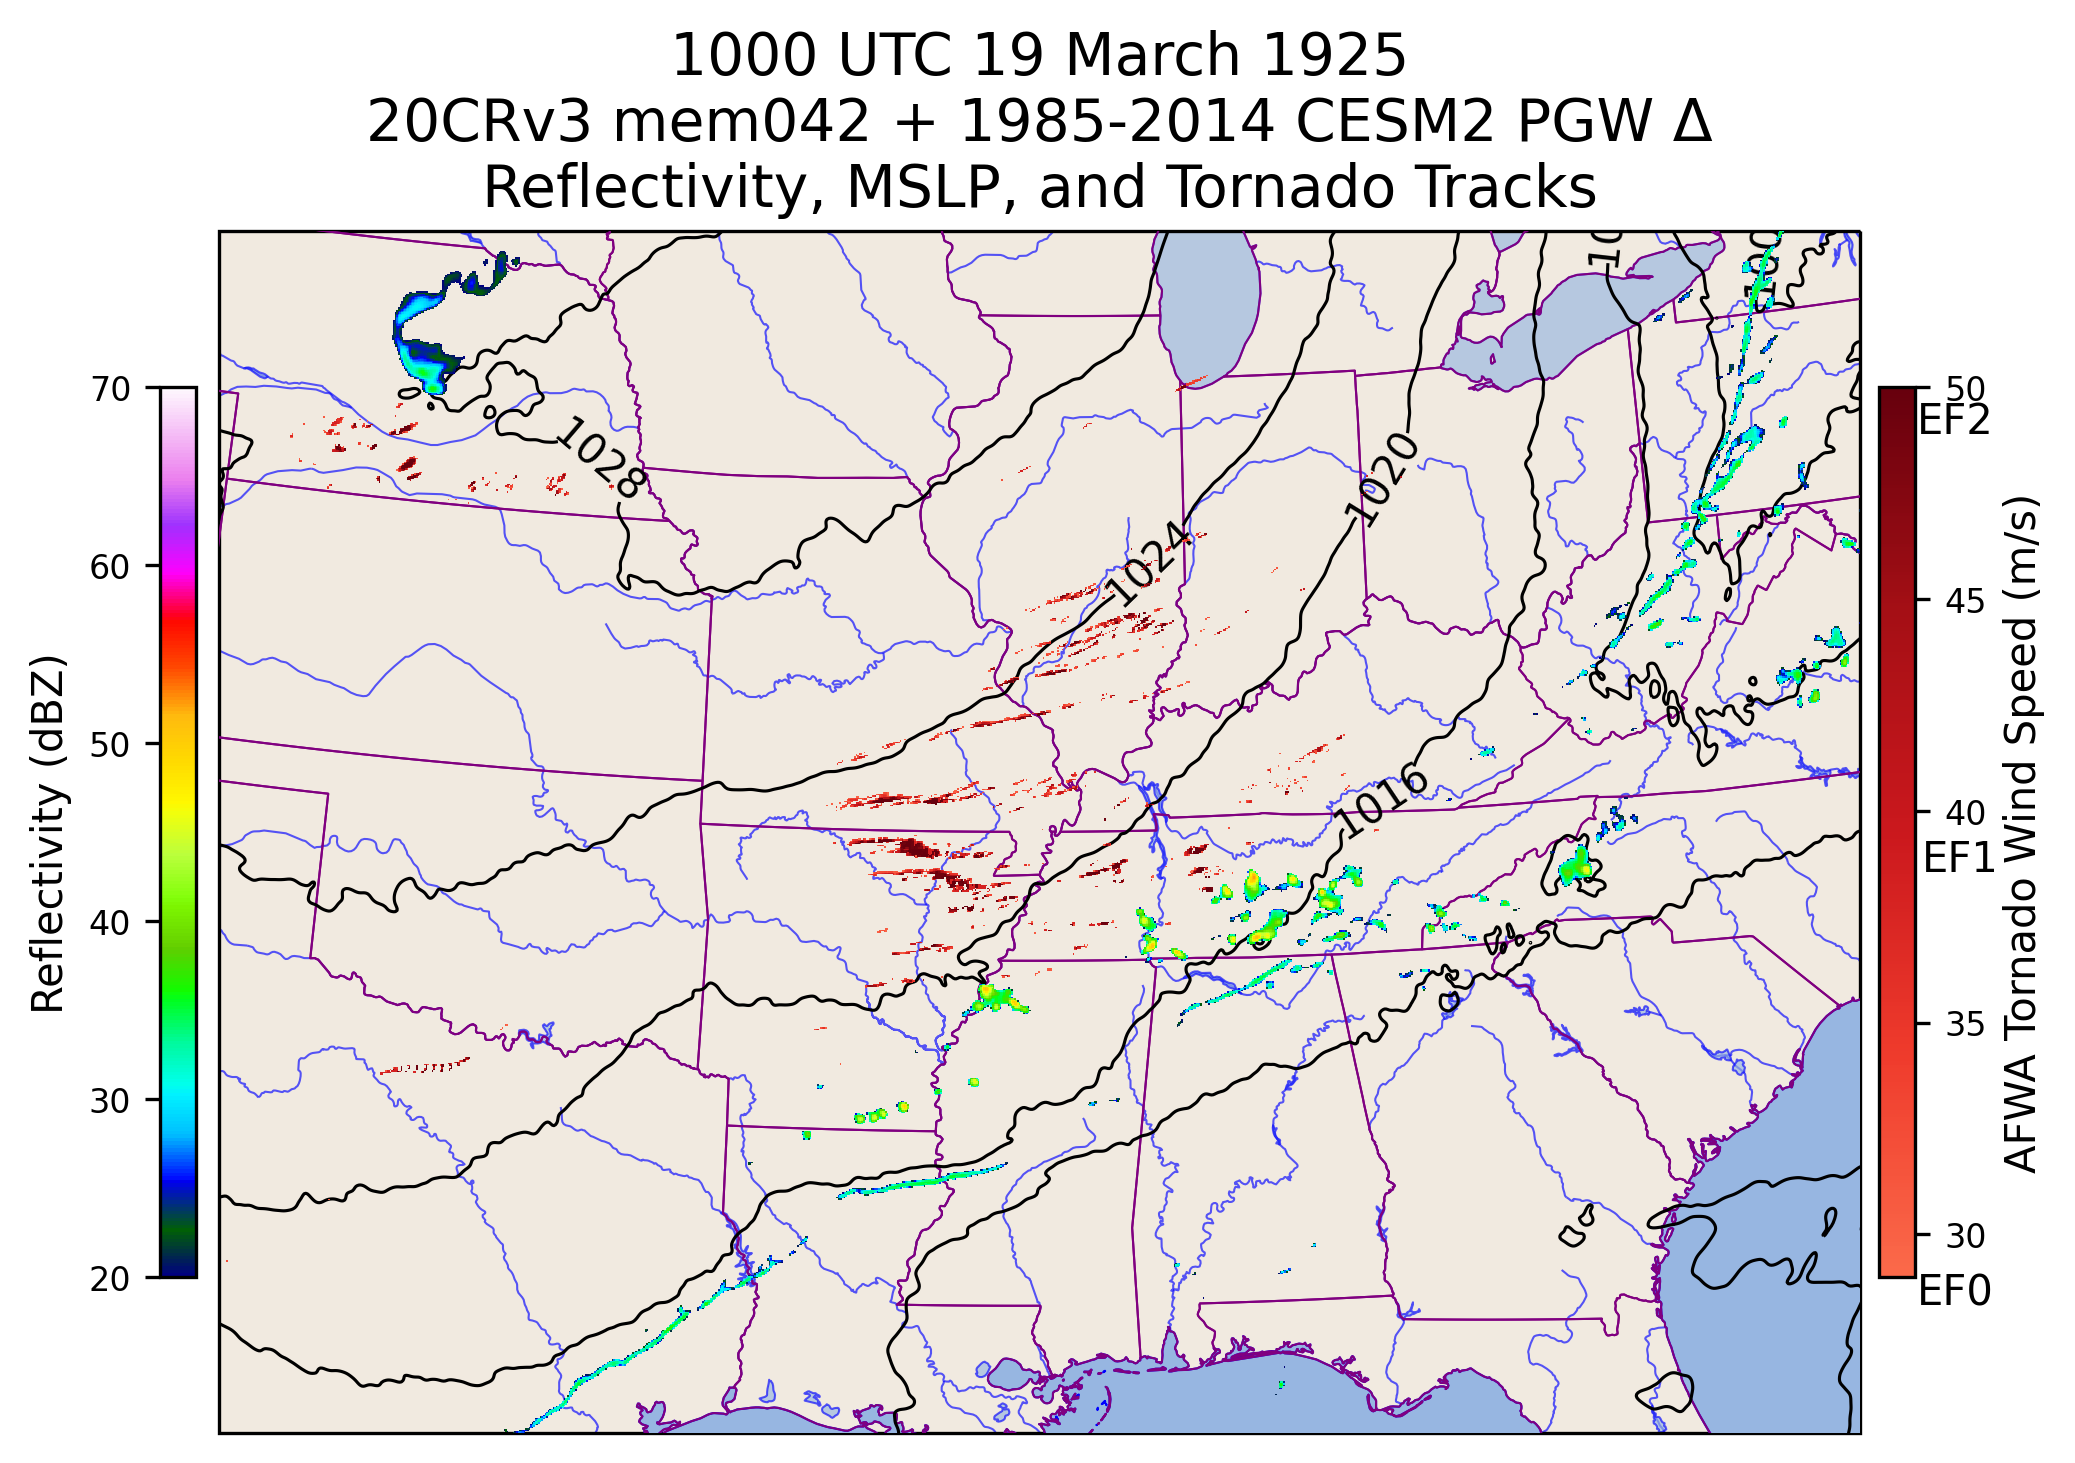 1000 UTC 19 March 1925
20CRv3 mem042 + 1985-2014 CESM2 PGW Δ
Reflectivity, MSLP, and Tornado Tracks
Reflectivity (dBZ)
70
60
50
40
30
20
1028
1024
1020
1016
50
EF2
45
40
EF1
35
30
EF0
AFWA Tornado Wind Speed (m/s)